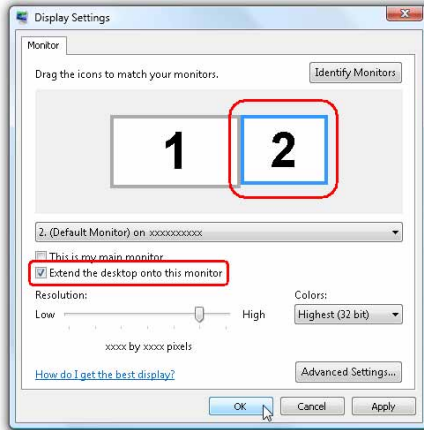 Display Settings
Monitor
Drag the icons to match your monitors.
Identify Monitors
1
2
2. (Default Monitor) on xxxxxxxxxx
This is my main monitor
Extend the desktop onto this monitor
Resolution:
Colors:
Low
High
Highest (32 bit)
xxxx by xxxx pixels
How do I get the best display?
Advanced Settings...
OK
Cancel
Apply